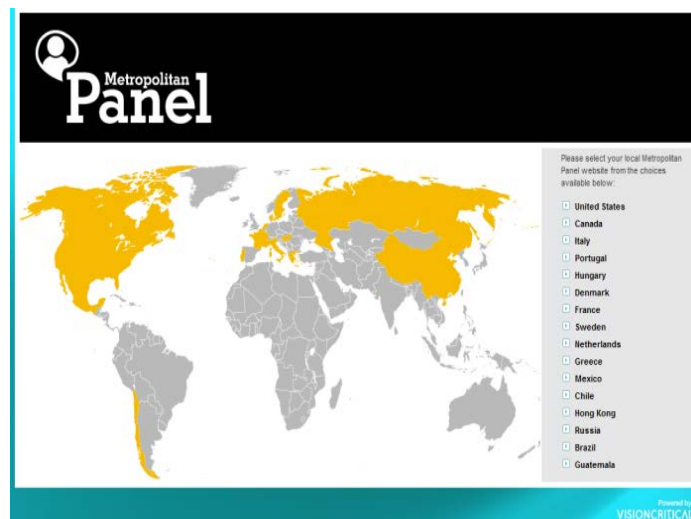 Metropolitan
Panel
Please select your local Metropolitan
Panel website from the choices
available below:
United States
Canada
Italy
Portugal
Hungary
Denmark
France
Sweden
Netherlands
Greece
Mexico
Chile
Hong Kong
Russia
Brazil
Guatemala
Powered by
VISIONCRITICAL